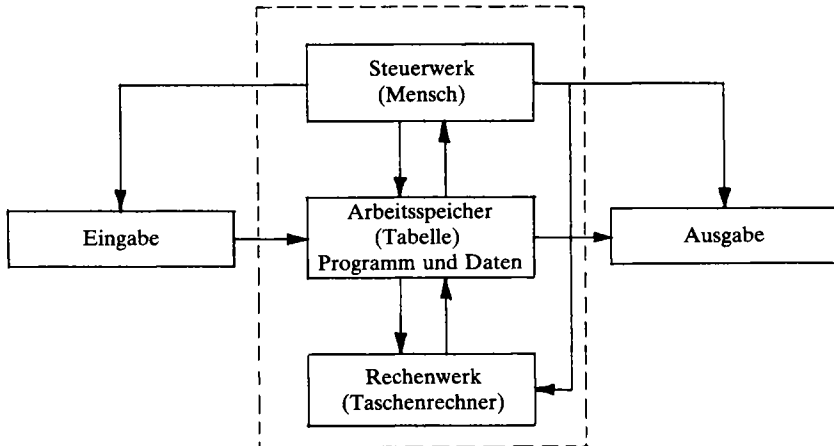 Steuerwerk
(Mensch)
Eingabe
Arbeitsspeicher
(Tabelle)
Programm und Daten
Ausgabe
Rechenwerk
(Taschenrechner)